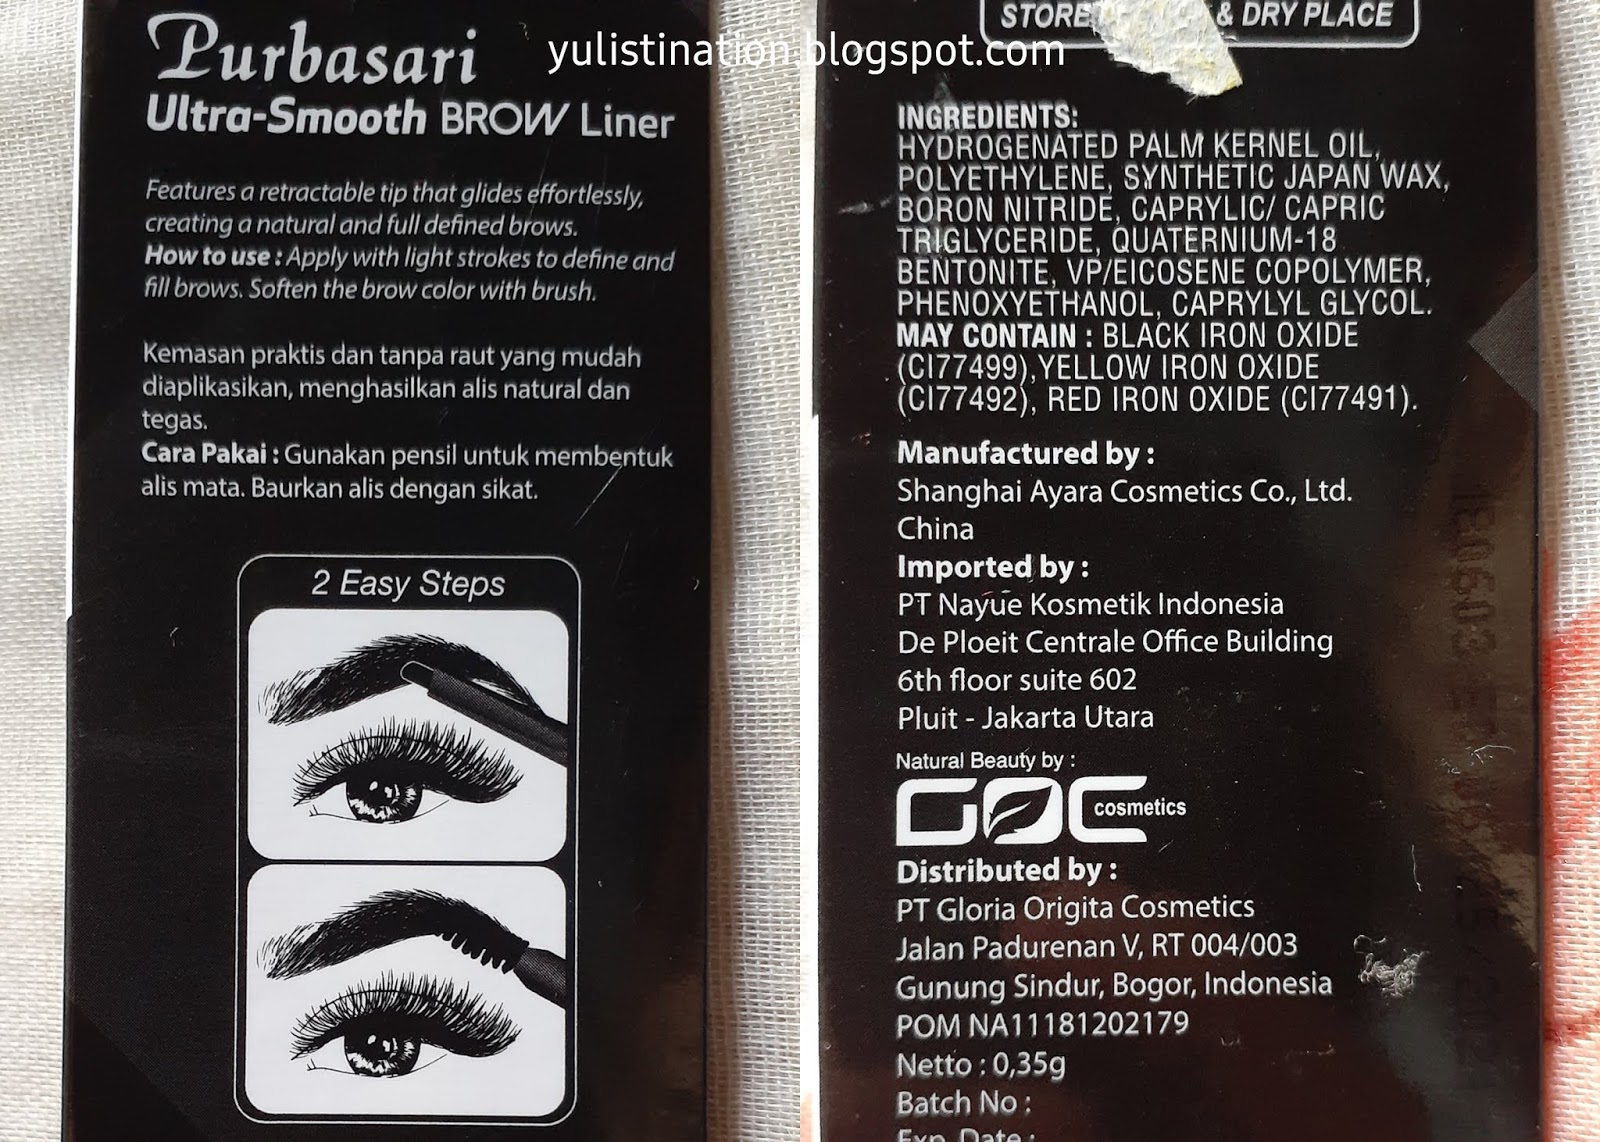 yulistination.blogspot.com
Purbasari
Ultra-Smooth BROW Liner
Features a retractable tip that glides effortlessly,
creating a natural and full defined brows.
How to use : Apply with light strokes to define and
fill brows. Soften the brow color with brush.
Kemasan praktis dan tanpa raut yang mudah
diaplikasikan, menghasilkan alis natural dan
tegas.
Cara Pakai : Gunakan pensil untuk membentuk
alis mata. Baurkan alis dengan sikat.
2 Easy Steps
STORE & DRY PLACE
INGREDIENTS:
HYDROGENATED PALM KERNEL OIL,
POLYETHYLENE, SYNTHETIC JAPAN WAX,
BORON NITRIDE, CAPRYLIC/ CAPRIC
TRIGLYCERIDE, QUATERNIUM-18
BENTONITE, VP/EICOSENE COPOLYMER,
PHENOXYETHANOL, CAPRYLYL GLYCOL.
MAY CONTAIN : BLACK IRON OXIDE
(CI77499),YELLOW IRON OXIDE
(CI77492), RED IRON OXIDE (CI77491).
Manufactured by :
Shanghai Ayara Cosmetics Co., Ltd.
China
Imported by :
PT Nayue Kosmetik Indonesia
De Ploeit Centrale Office Building
6th floor suite 602
Pluit - Jakarta Utara
Natural Beauty by :
GOC cosmetics
Distributed by :
PT Gloria Origita Cosmetics
Jalan Padurenan V, RT 004/003
Gunung Sindur, Bogor, Indonesia
POM NA11181202179
Netto : 0,35g
Batch No :
Exp. Date :